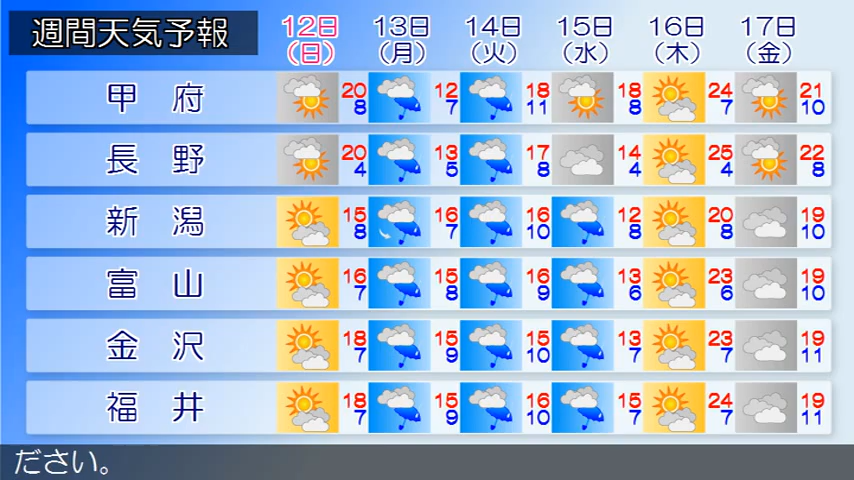 週間天気予報 12日 13日 14日 15日 16日 17日
(日) (月) (火) (水) (木) (金)
甲府 20 8 12 7 18 11 18 8 24 7 21 10
長野 20 4 13 5 17 8 14 4 25 4 22 8
新潟 15 8 16 7 16 10 12 8 20 8 19 10
富山 16 7 15 8 16 9 13 6 23 6 19 10
金沢 18 7 15 9 15 10 13 7 23 7 19 11
福井 18 7 15 9 16 10 15 7 24 7 19 11
ださい。